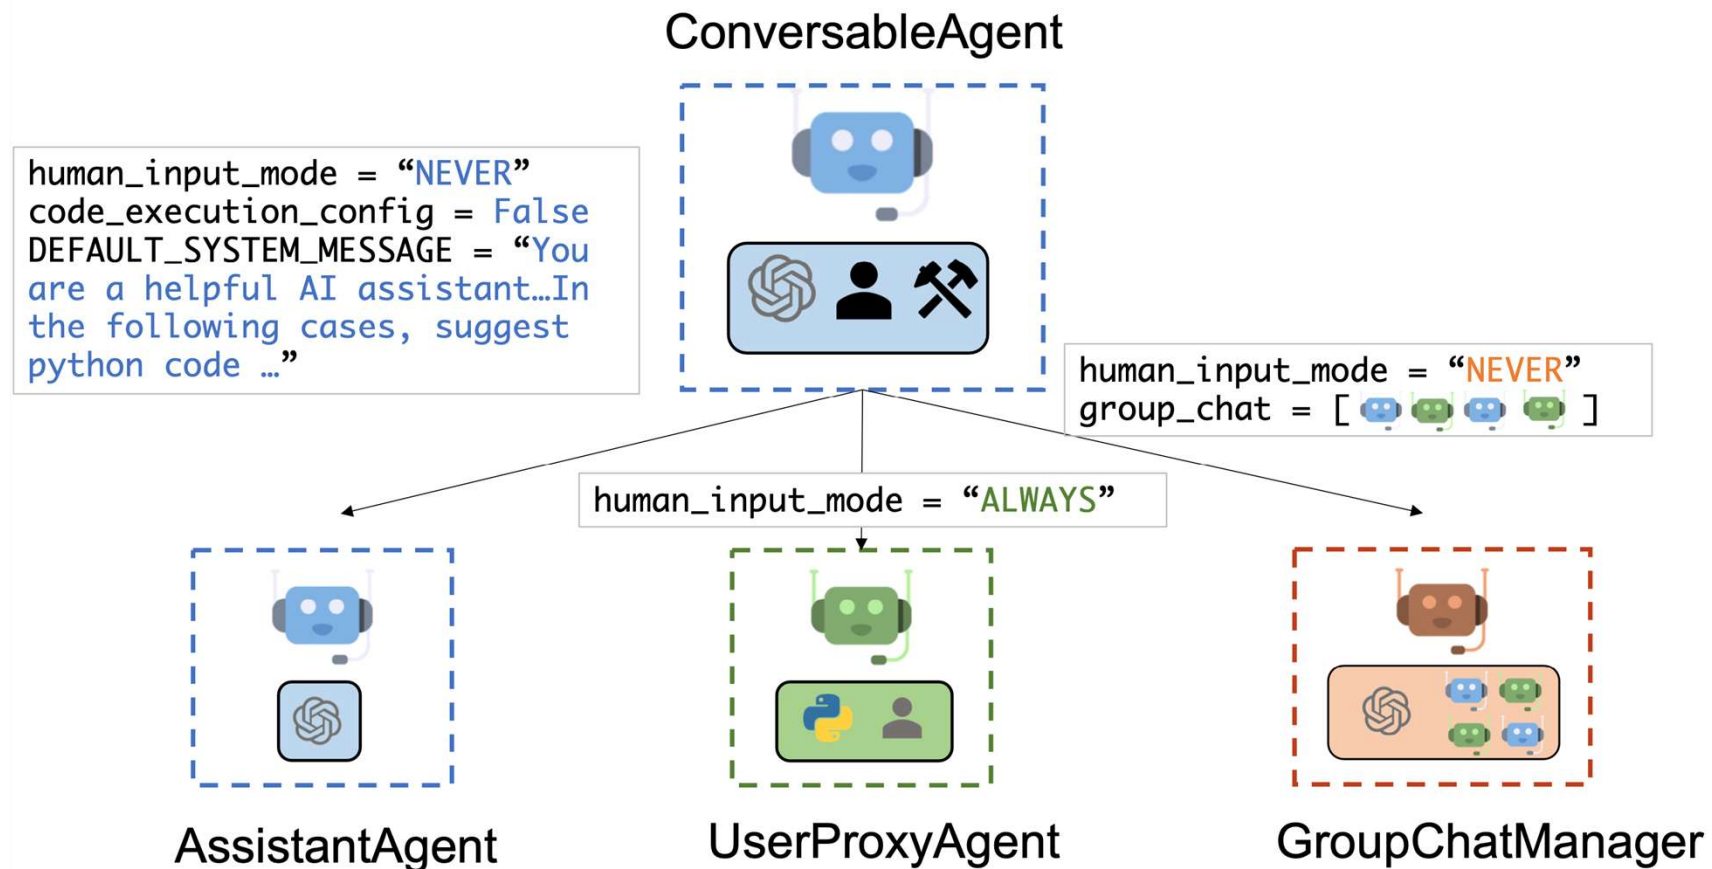 ConversableAgent
human_input_mode = “NEVER”
code_execution_config = False
DEFAULT_SYSTEM_MESSAGE = “You
are a helpful AI assistant…In
the following cases, suggest
python code …”
human_input_mode = “NEVER”
group_chat = [ ]
human_input_mode = “ALWAYS”
AssistantAgent
UserProxyAgent
GroupChatManager